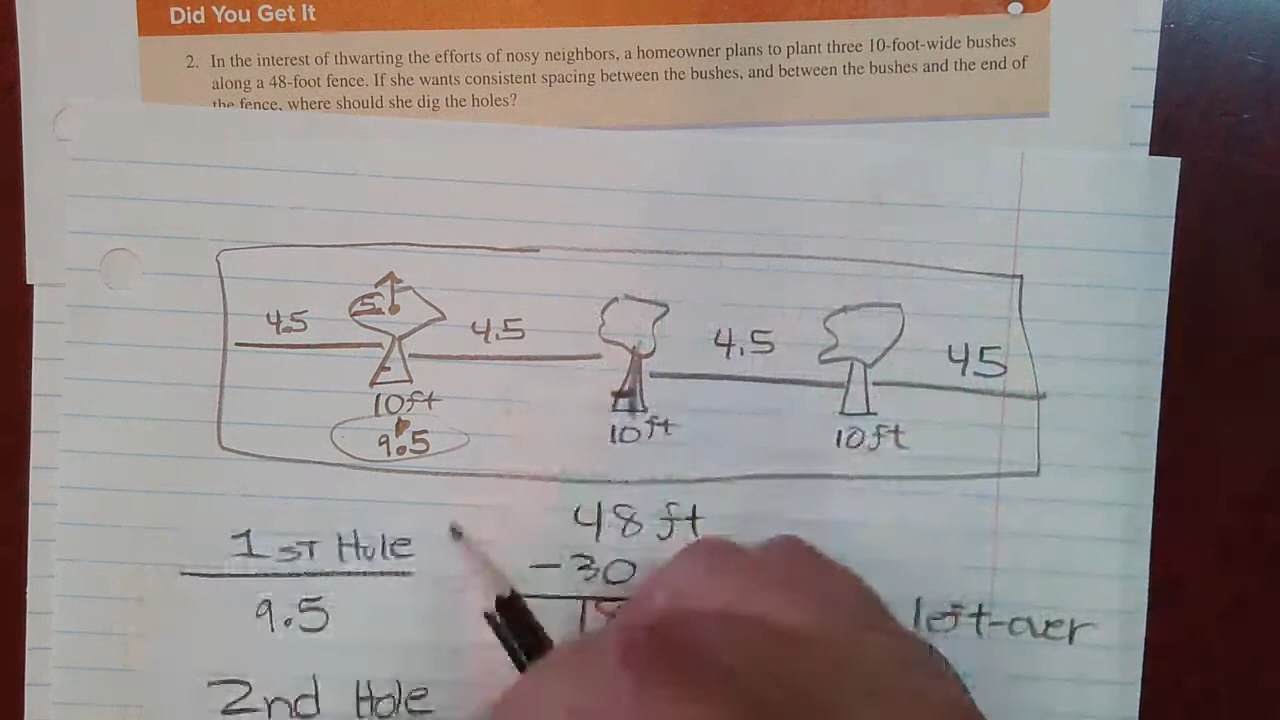 Did You Get It
2. In the interest of thwarting the efforts of nosy neighbors, a homeowner plans to plant three 10-foot-wide bushes
along a 48-foot fence. If she wants consistent spacing between the bushes, and between the bushes and the end of
the fence, where should she dig the holes?
4.5 5 4.5 4.5 45
10ft 10ft 10ft
9.5
1ST Hole
9.5
2nd Hole
48 ft
-30
left-over